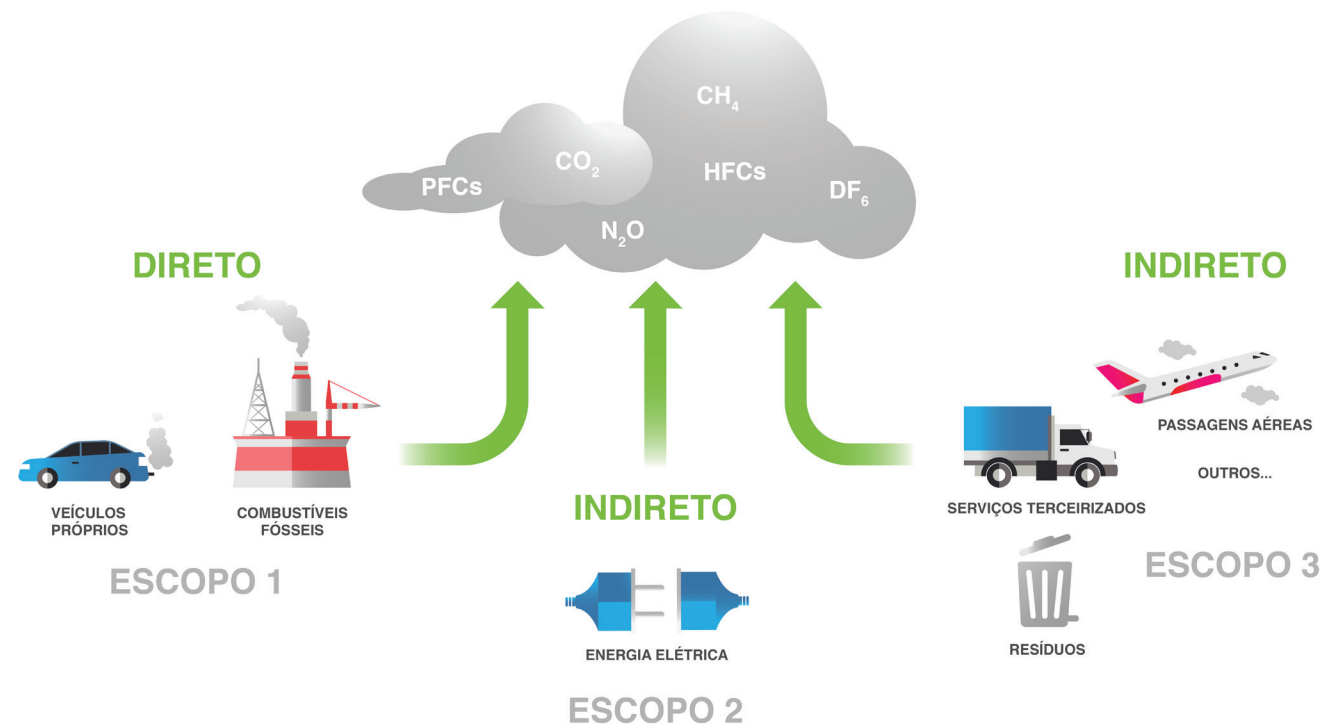 CH₄
CO₂
HFCs
PFCs
DF₆
N₂O
DIRETO
INDIRETO
VEÍCULOS
PRÓPRIOS
COMBUSTÍVEIS
FÓSSEIS
ESCOPO 1
INDIRETO
ENERGIA ELÉTRICA
ESCOPO 2
PASSAGENS AÉREAS
OUTROS...
SERVIÇOS TERCEIRIZADOS
ESCOPO 3
RESÍDUOS